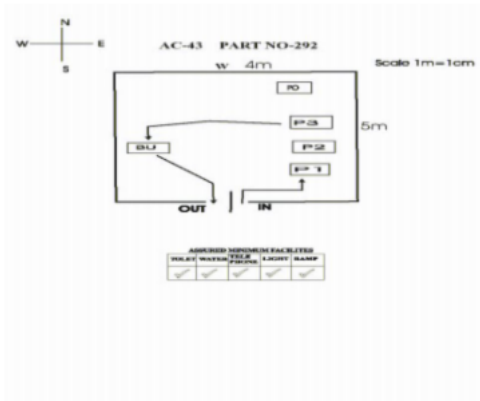 N
W E
S
AC-43 PART NO-292
W 4m
Scale 1m=1cm
PO
P3
5m
BU
P2
P1
OUT IN
ASSURED MINIMUM FACILITES
TOILET WATER TELE PHONE LIGHT RAMP